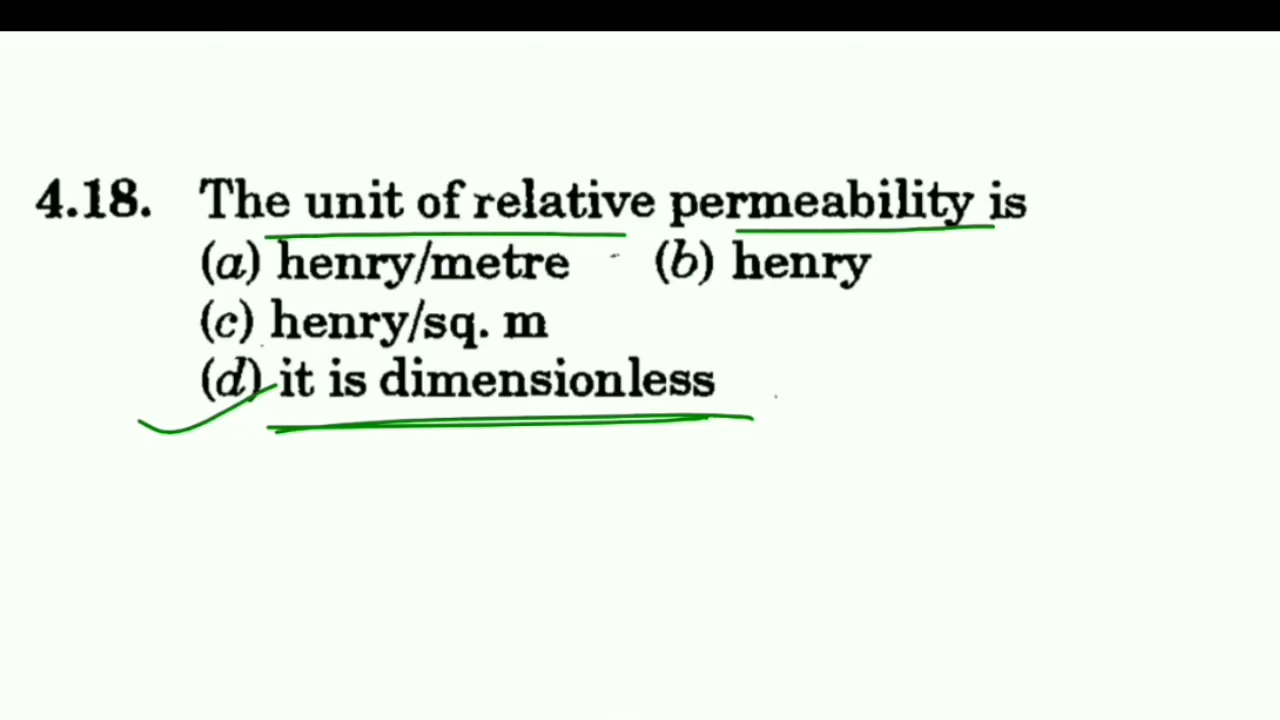 4.18. The unit of relative permeability is
(a) henry/metre (b) henry
(c) henry/sq. m
(d) it is dimensionless